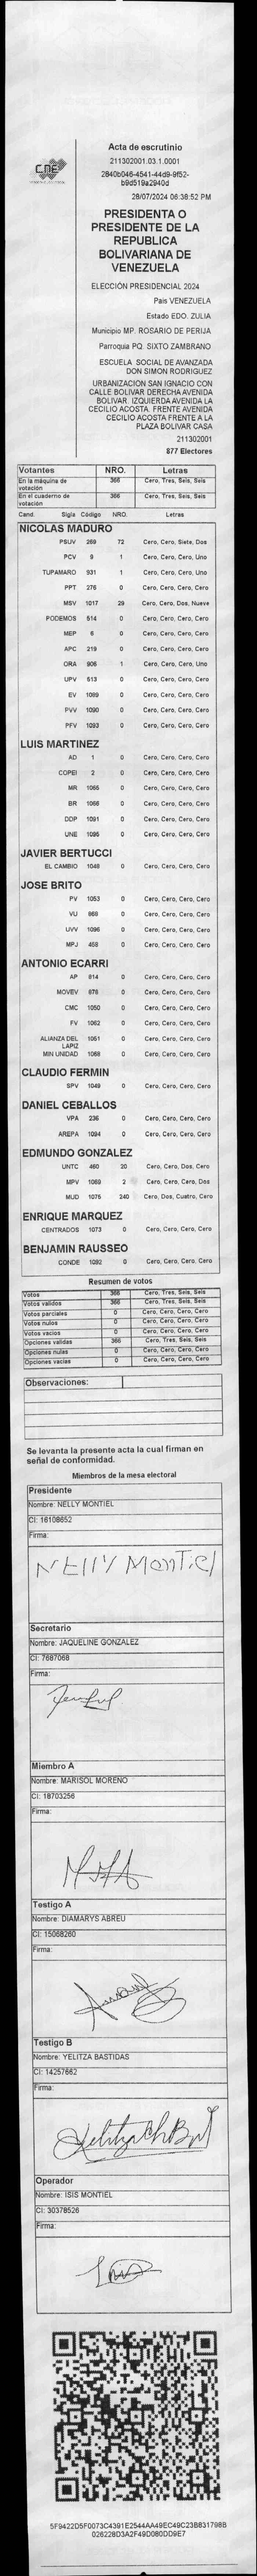 CNE
Acta de escrutinio
211302001.03.1.0001
2840b046-4541-44d9-9f52-
b9d519a2940d
28/07/2024 06:38:52 PM
PRESIDENTA O
PRESIDENTE DE LA
REPUBLICA
BOLIVARIANA DE
VENEZUELA
ELECCIÓN PRESIDENCIAL 2024
Pais VENEZUELA
Estado EDO. ZULIA
Municipio MP. ROSARIO DE PERIJA
Parroquia PQ. SIXTO ZAMBRANO
ESCUELA SOCIAL DE AVANZADA
DON SIMON RODRIGUEZ
URBANIZACION SAN IGNACIO CON
CALLE BOLIVAR DERECHA AVENIDA
BOLIVAR. IZQUIERDA AVENIDA LA
CECILIO ACOSTA. FRENTE AVENIDA
CECILIO ACOSTA FRENTE A LA
PLAZA BOLIVAR CASA
211302001
877 Electores
Votantes NRO. Letras
En la máquina de votación 366 Cero, Tres, Seis, Seis
En el cuaderno de votación 366 Cero, Tres, Seis, Seis
Cand. Sigla Código NRO. Letras
NICOLAS MADURO
PSUV 269 72 Cero, Cero, Siete, Dos
PCV 9 1 Cero, Cero, Cero, Uno
TUPAMARO 931 1 Cero, Cero, Cero, Uno
PPT 276 0 Cero, Cero, Cero, Cero
MSV 1017 29 Cero, Cero, Dos, Nueve
PODEMOS 514 0 Cero, Cero, Cero, Cero
MEP 6 0 Cero, Cero, Cero, Cero
APC 219 0 Cero, Cero, Cero, Cero
ORA 906 1 Cero, Cero, Cero, Uno
UPV 513 0 Cero, Cero, Cero, Cero
EV 1089 0 Cero, Cero, Cero, Cero
PVV 1090 0 Cero, Cero, Cero, Cero
PFV 1093 0 Cero, Cero, Cero, Cero
LUIS MARTINEZ
AD 1 0 Cero, Cero, Cero, Cero
COPEI 2 0 Cero, Cero, Cero, Cero
MR 1065 0 Cero, Cero, Cero, Cero
BR 1066 0 Cero, Cero, Cero, Cero
DDP 1091 0 Cero, Cero, Cero, Cero
UNE 1095 0 Cero, Cero, Cero, Cero
JAVIER BERTUCCI
EL CAMBIO 1048 0 Cero, Cero, Cero, Cero
JOSE BRITO
PV 1053 0 Cero, Cero, Cero, Cero
VU 868 0 Cero, Cero, Cero, Cero
UVV 1096 0 Cero, Cero, Cero, Cero
MPJ 458 0 Cero, Cero, Cero, Cero
ANTONIO ECARRI
AP 814 0 Cero, Cero, Cero, Cero
MOVEV 876 0 Cero, Cero, Cero, Cero
CMC 1050 0 Cero, Cero, Cero, Cero
FV 1062 0 Cero, Cero, Cero, Cero
ALIANZA DEL LAPIZ 1051 0 Cero, Cero, Cero, Cero
MIN UNIDAD 1068 0 Cero, Cero, Cero, Cero
CLAUDIO FERMIN
SPV 1049 0 Cero, Cero, Cero, Cero
DANIEL CEBALLOS
VPA 236 0 Cero, Cero, Cero, Cero
AREPA 1094 0 Cero, Cero, Cero, Cero
EDMUNDO GONZALEZ
UNTC 460 20 Cero, Cero, Dos, Cero
MPV 1069 2 Cero, Cero, Cero, Dos
MUD 1075 240 Cero, Dos, Cuatro, Cero
ENRIQUE MARQUEZ
CENTRADOS 1073 0 Cero, Cero, Cero, Cero
BENJAMIN RAUSSEO
CONDE 1092 0 Cero, Cero, Cero, Cero
Resumen de votos
Votos 366 Cero, Tres, Seis, Seis
Votos validos 366 Cero, Tres, Seis, Seis
Votos parciales 0 Cero, Cero, Cero, Cero
Votos nulos 0 Cero, Cero, Cero, Cero
Votos vacios 0 Cero, Cero, Cero, Cero
Opciones validas 366 Cero, Tres, Seis, Seis
Opciones nulas 0 Cero, Cero, Cero, Cero
Opciones vacias 0 Cero, Cero, Cero, Cero
Observaciones:
Se levanta la presente acta la cual firman en
señal de conformidad.
Miembros de la mesa electoral
Presidente
Nombre: NELLY MONTIEL
CI: 16108652
Firma:
NEllY MonTiel
Secretario
Nombre: JAQUELINE GONZALEZ
CI: 7687068
Firma:
Miembro A
Nombre: MARISOL MORENO
CI: 18703256
Firma:
Testigo A
Nombre: DIAMARYS ABREU
CI: 15068260
Firma:
Testigo B
Nombre: YELITZA BASTIDAS
CI: 14257662
Firma:
Operador
Nombre: ISIS MONTIEL
CI: 30378526
Firma:
5F9422D5F0073C4391E2544AA49EC49C23B831798B
026228D3A2F49D080DD9E7